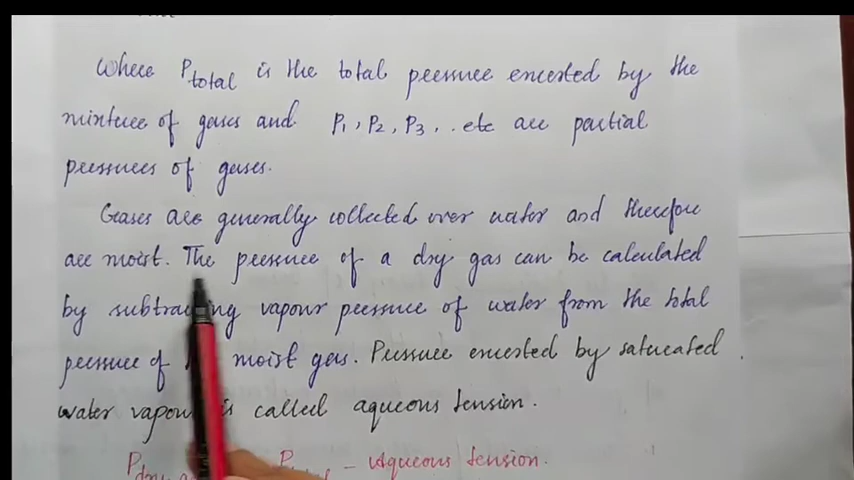 Where P total is the total pressure exerted by the
mixture of gases and P1, P2, P3, .. etc are partial
pressures of gases.
Gases are generally collected over water and therefore
are moist. The pressure of a dry gas can be calculated
by subtracting vapour pressure of water from the total
pressure of moist gas. Pressure exerted by saturated
water vapour is called aqueous tension.
- Aqueous tension.